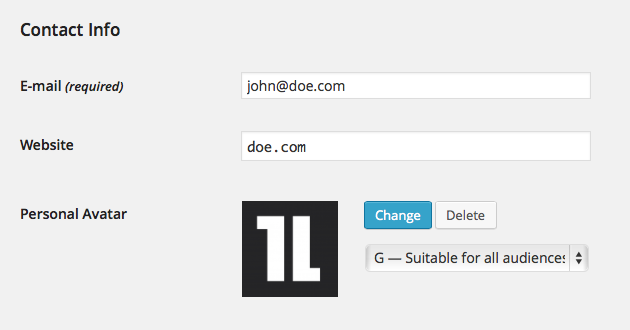 Contact Info
E-mail (required)
john@doe.com
Website
doe.com
Personal Avatar
1L
Change
Delete
G — Suitable for all audiences